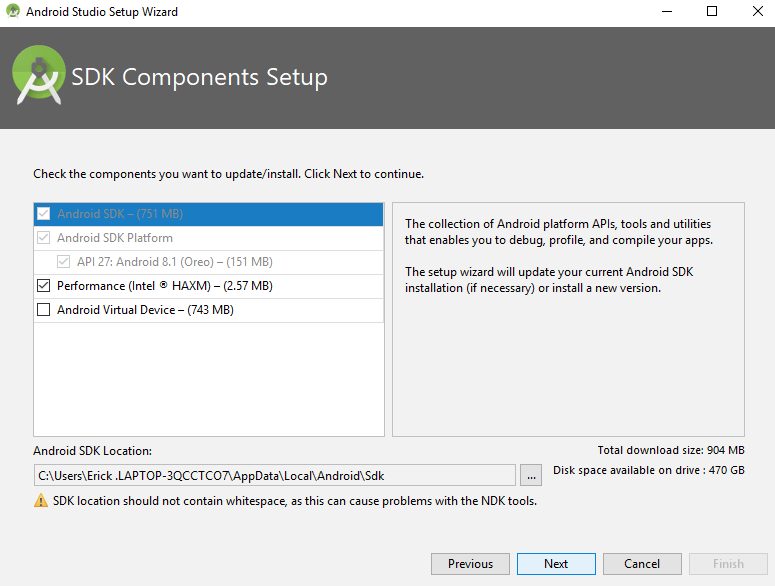 Android Studio Setup Wizard
SDK Components Setup
Check the components you want to update/install. Click Next to continue.
Android SDK – (751 MB)
Android SDK Platform
API 27: Android 8.1 (Oreo) – (151 MB)
Performance (Intel ® HAXM) – (2.57 MB)
Android Virtual Device – (743 MB)
The collection of Android platform APIs, tools and utilities
that enables you to debug, profile, and compile your apps.
The setup wizard will update your current Android SDK
installation (if necessary) or install a new version.
Android SDK Location:
Total download size: 904 MB
C:\Users\Erick .LAPTOP-3QCCTCO7\AppData\Local\Android\Sdk
...
Disk space available on drive : 470 GB
SDK location should not contain whitespace, as this can cause problems with the NDK tools.
Previous
Next
Cancel
Finish